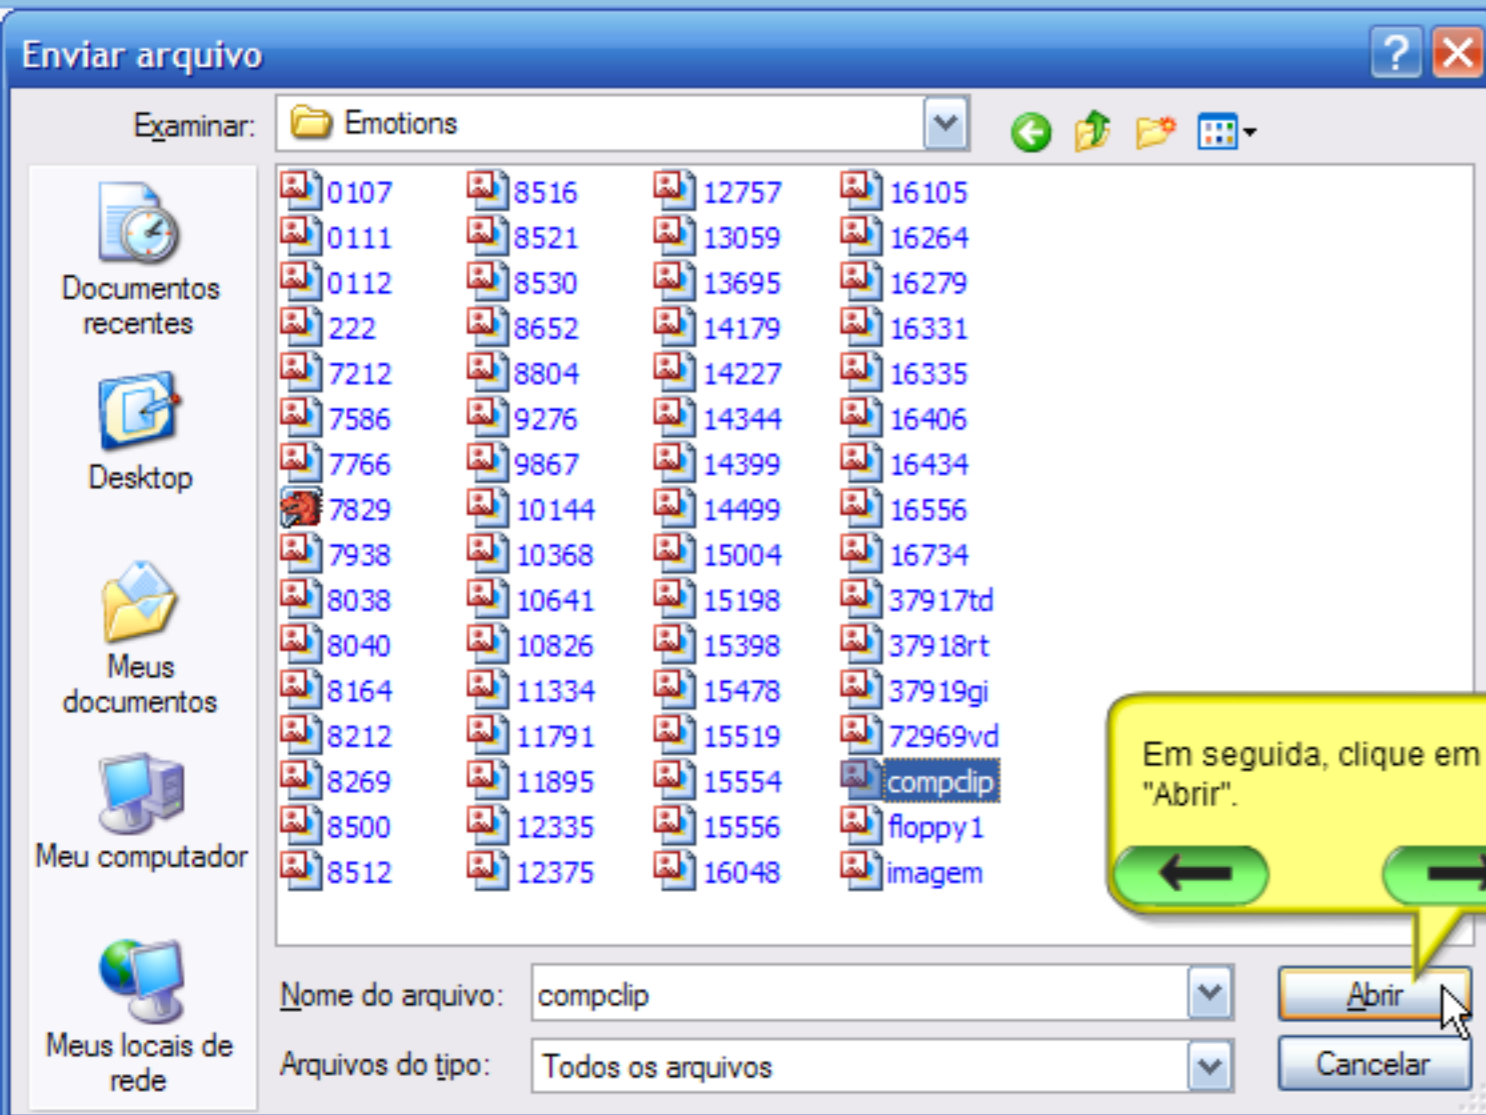 Enviar arquivo
Examinar:
Emotions
Documentos
recentes
Desktop
Meus
documentos
Meu computador
Meus locais de
rede
0107
0111
0112
222
7212
7586
7766
7829
7938
8038
8040
8164
8212
8269
8500
8512
8516
8521
8530
8652
8804
9276
9867
10144
10368
10641
10826
11334
11791
11895
12335
12375
12757
13059
13695
14179
14227
14344
14399
14499
15004
15198
15398
15478
15519
15554
15556
16048
16105
16264
16279
16331
16335
16406
16434
16556
16734
37917td
37918rt
37919gi
72969vd
compclip
floppy1
imagem
Em seguida, clique em
"Abrir".
Nome do arquivo:
compclip
Abrir
Arquivos do tipo:
Todos os arquivos
Cancelar